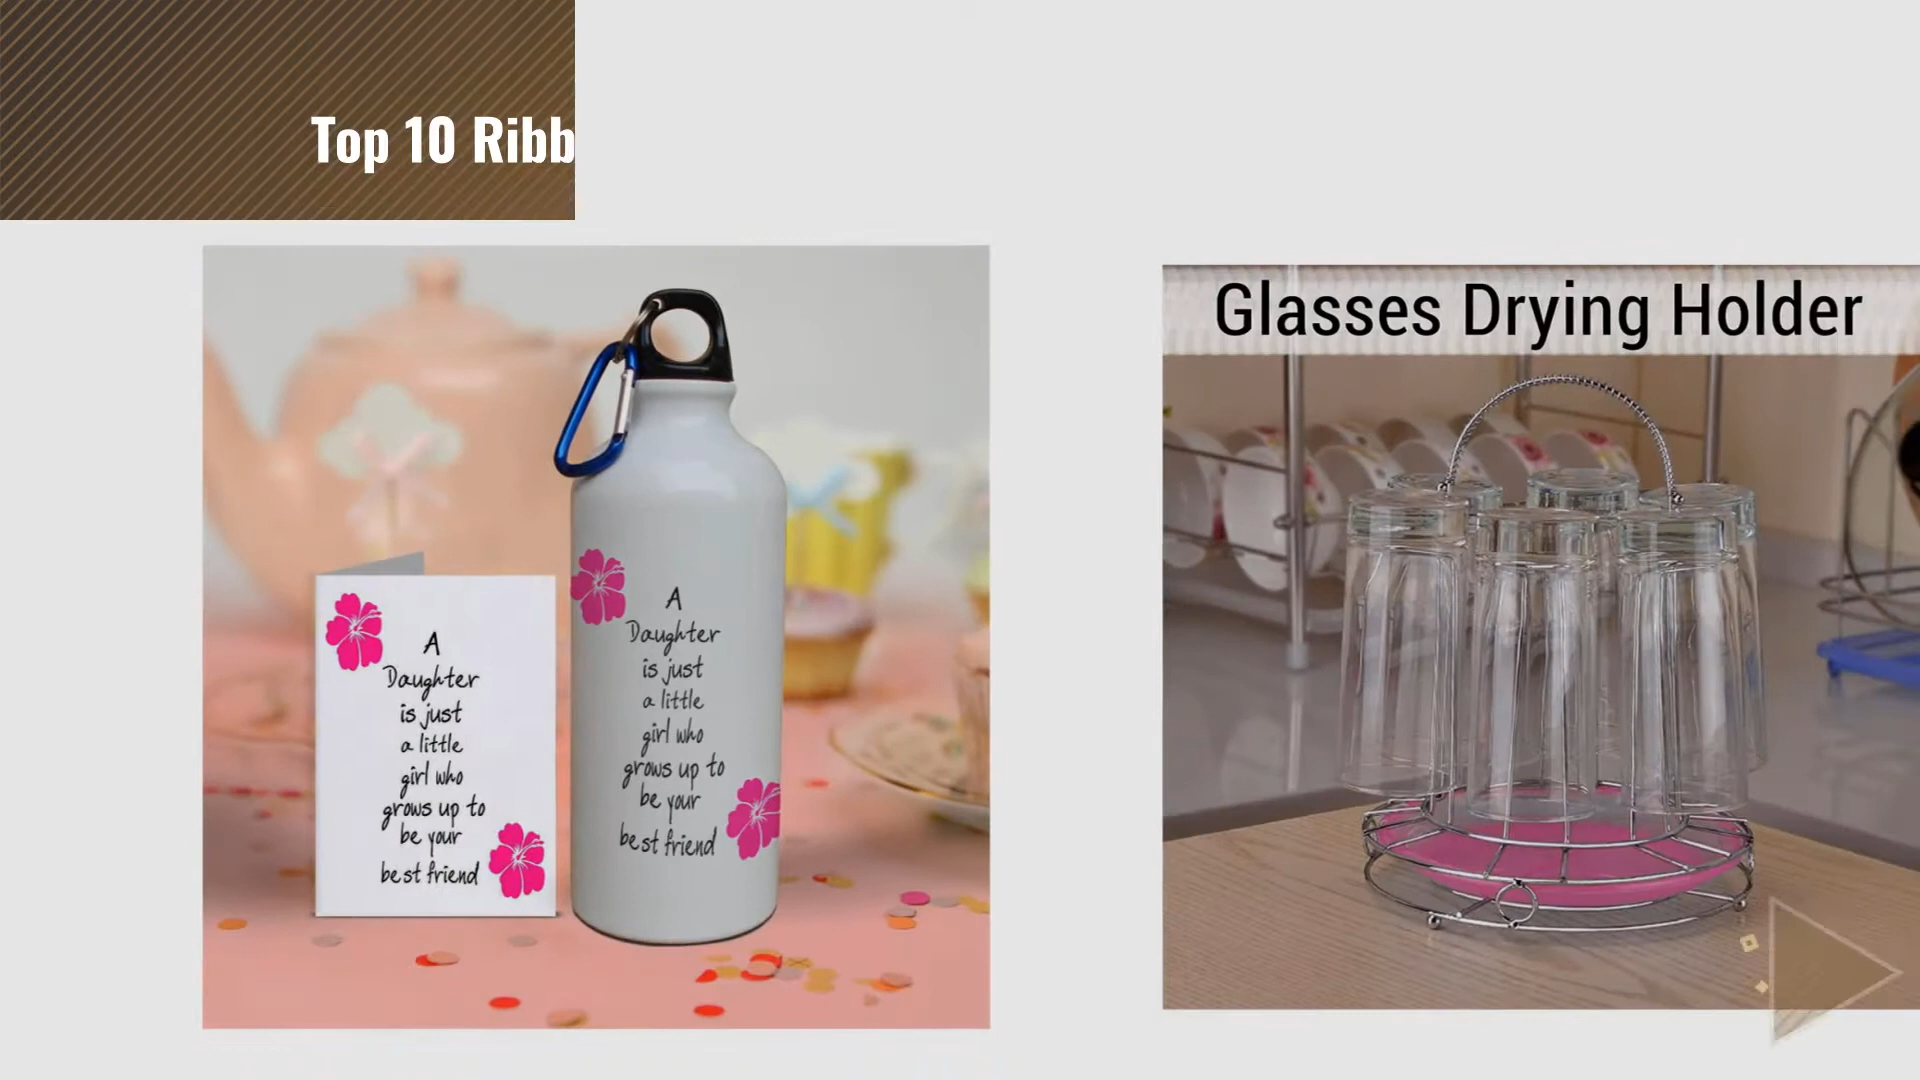 Top 10 Ribb
A
Daughter
is just
a little
girl who
grows up to
be your
best friend
A
Daughter
is just
a little
girl who
grows up to
be your
best friend
Glasses Drying Holder